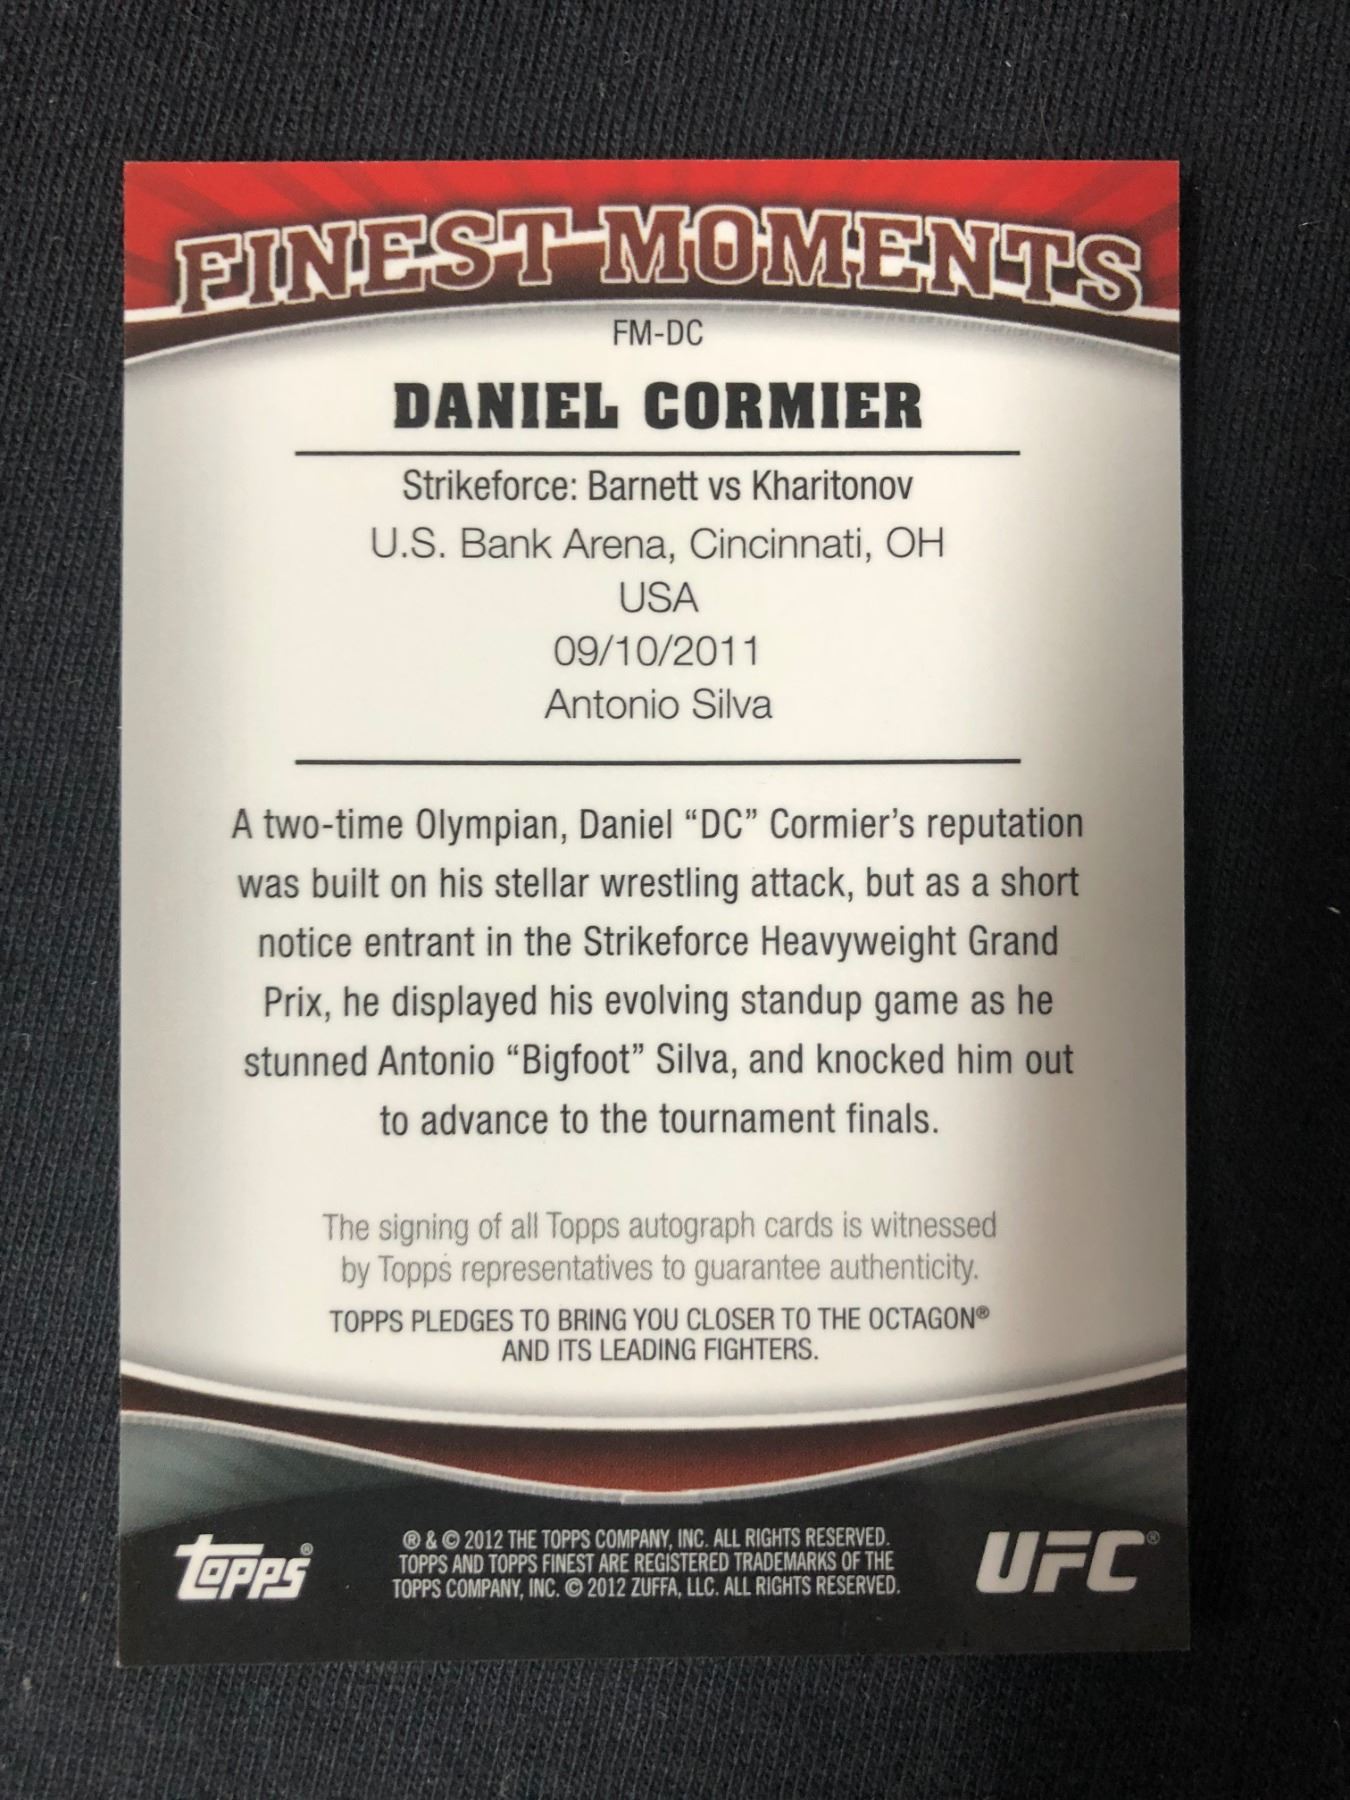 FINEST MOMENTS
FM-DC
DANIEL CORMIER
Strikeforce: Barnett vs Kharitonov
U.S. Bank Arena, Cincinnati, OH
USA
09/10/2011
Antonio Silva
A two-time Olympian, Daniel “DC” Cormier’s reputation
was built on his stellar wrestling attack, but as a short
notice entrant in the Strikeforce Heavyweight Grand
Prix, he displayed his evolving standup game as he
stunned Antonio “Bigfoot” Silva, and knocked him out
to advance to the tournament finals.
The signing of all Topps autograph cards is witnessed
by Topps representatives to guarantee authenticity.
TOPPS PLEDGES TO BRING YOU CLOSER TO THE OCTAGON®
AND ITS LEADING FIGHTERS.
topps®
® & © 2012 THE TOPPS COMPANY, INC. ALL RIGHTS RESERVED.
TOPPS AND TOPPS FINEST ARE REGISTERED TRADEMARKS OF THE
TOPPS COMPANY, INC. © 2012 ZUFFA, LLC. ALL RIGHTS RESERVED.
UFC®